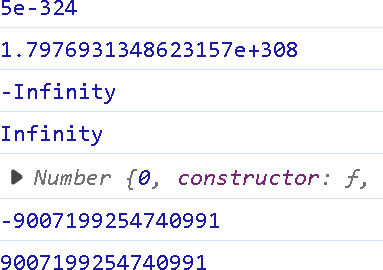 5e-324
1.7976931348623157e+308
-Infinity
Infinity
▶ Number {0, constructor: ƒ,
-9007199254740991
9007199254740991